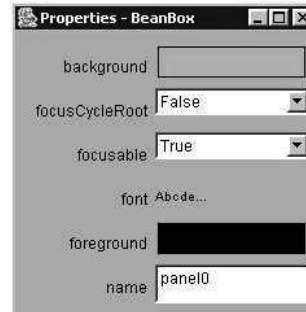 Properties - BeanBox
background
focusCycleRoot False
focusable True
font Abcde...
foreground
name panel0